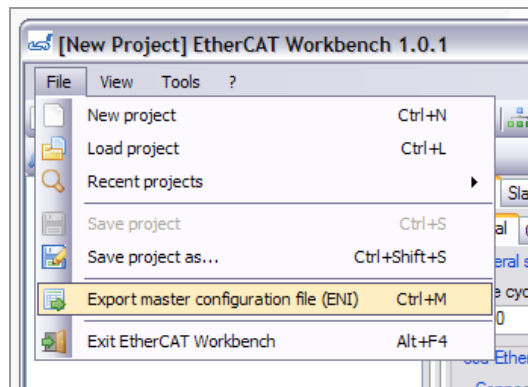 [New Project] EtherCAT Workbench 1.0.1
File View Tools ?
New project Ctrl+N
Load project Ctrl+L
Recent projects
Save project Ctrl+S
Save project as... Ctrl+Shift+S
Export master configuration file (ENI) Ctrl+M
Exit EtherCAT Workbench Alt+F4